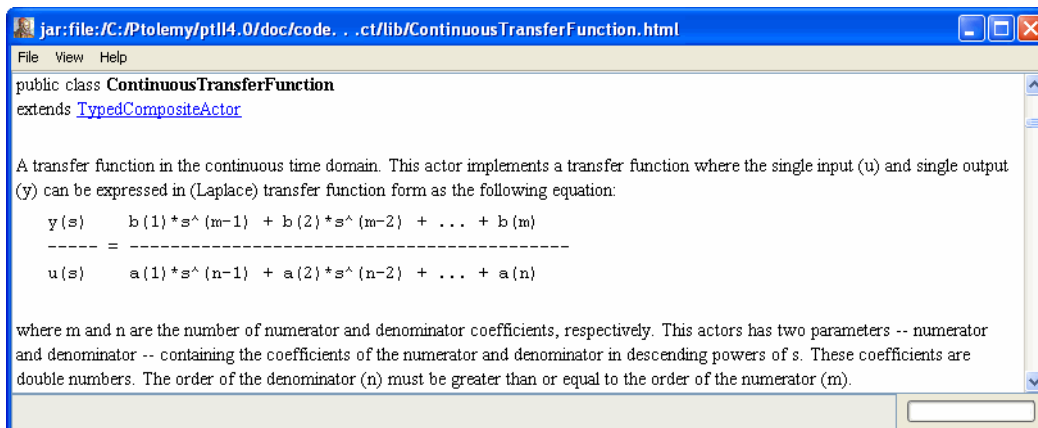 jar:file:/C:/Ptolemy/ptII4.0/doc/code. . .ct/lib/ContinuousTransferFunction.html
File View Help
public class ContinuousTransferFunction
extends TypedCompositeActor
A transfer function in the continuous time domain. This actor implements a transfer function where the single input (u) and single output
(y) can be expressed in (Laplace) transfer function form as the following equation:
y(s) b(1)*s^(m-1) + b(2)*s^(m-2) + ... + b(m)
----- = -------------------------------------------
u(s) a(1)*s^(n-1) + a(2)*s^(n-2) + ... + a(n)
where m and n are the number of numerator and denominator coefficients, respectively. This actors has two parameters -- numerator
and denominator -- containing the coefficients of the numerator and denominator in descending powers of s. These coefficients are
double numbers. The order of the denominator (n) must be greater than or equal to the order of the numerator (m).